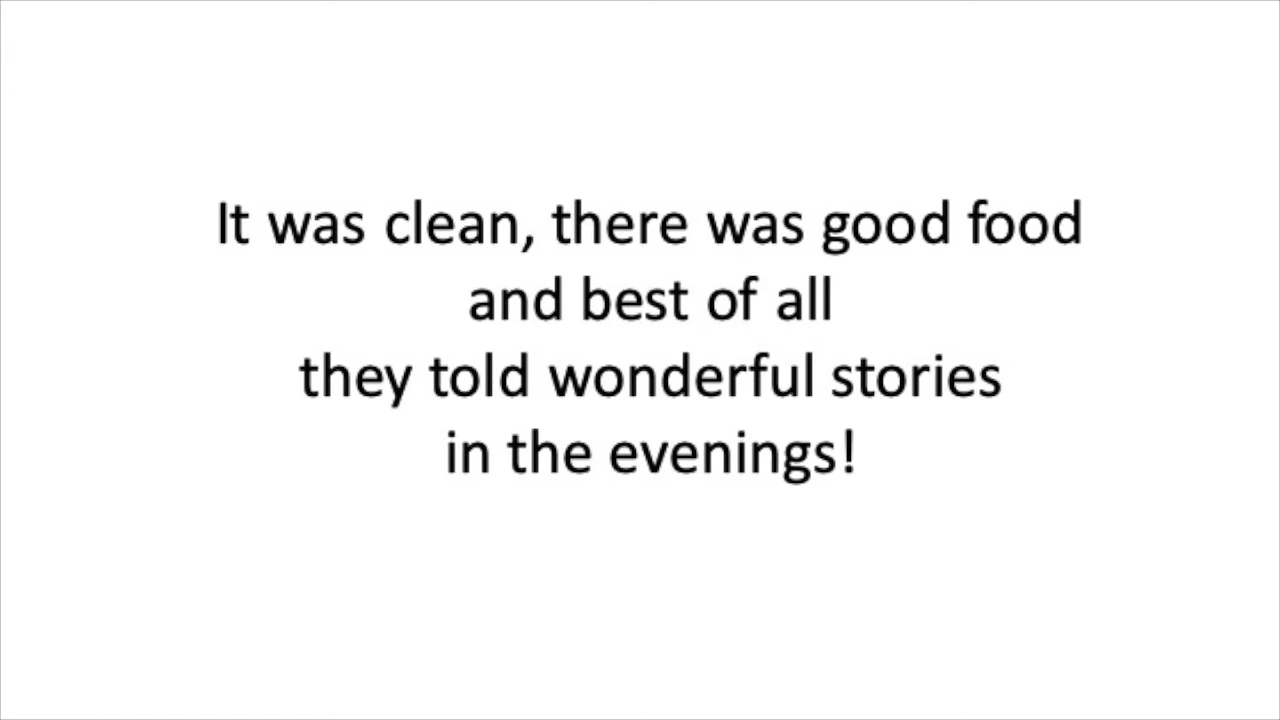 It was clean, there was good food
and best of all
they told wonderful stories
in the evenings!